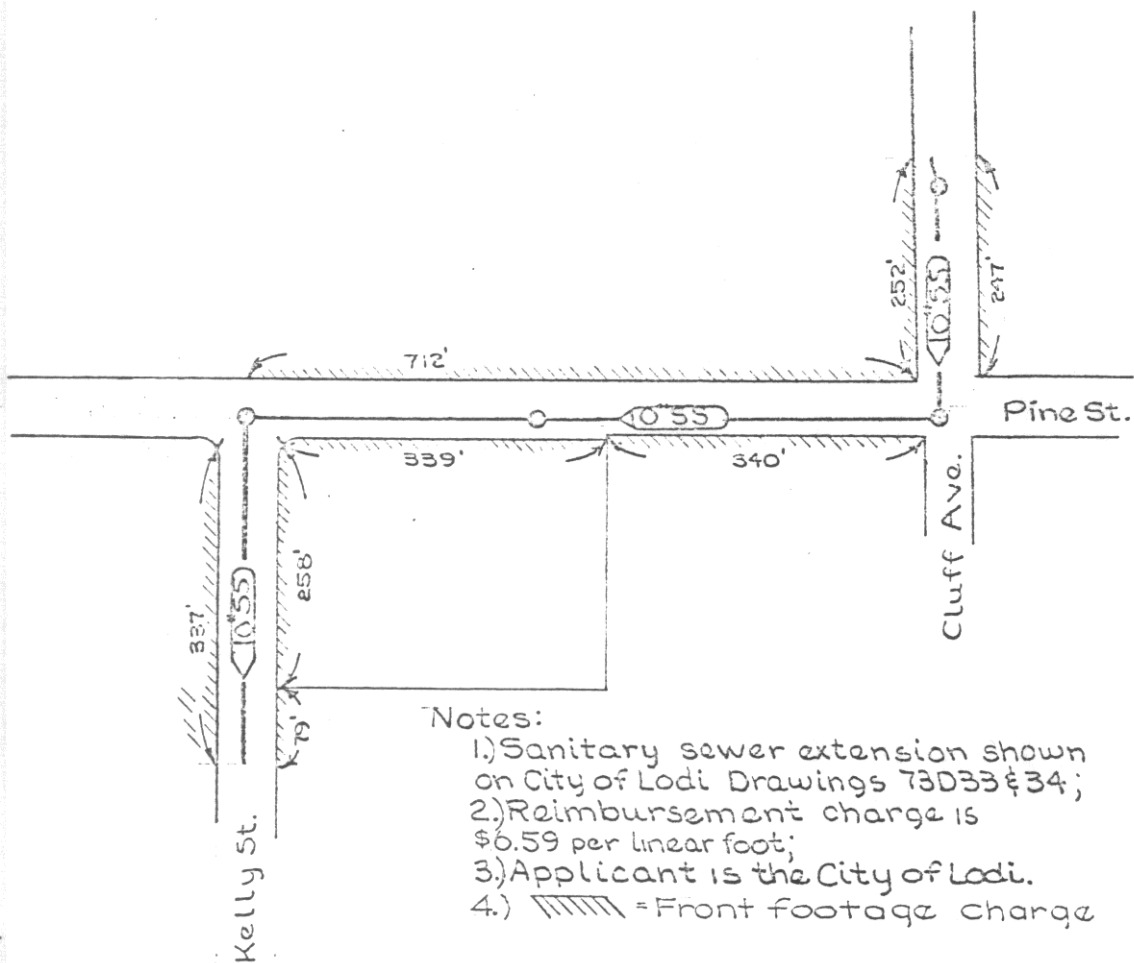 252'
10"SS
247'
712'
10"SS
Pine St.
339'
340'
Cluff Ave.
337'
10"SS
258'
79'
Kelly St.
Notes:
1.) Sanitary sewer extension shown
on City of Lodi Drawings 73D33 & 34;
2.) Reimbursement charge is
$6.59 per linear foot;
3.) Applicant is the City of Lodi.
4.) = Front footage charge